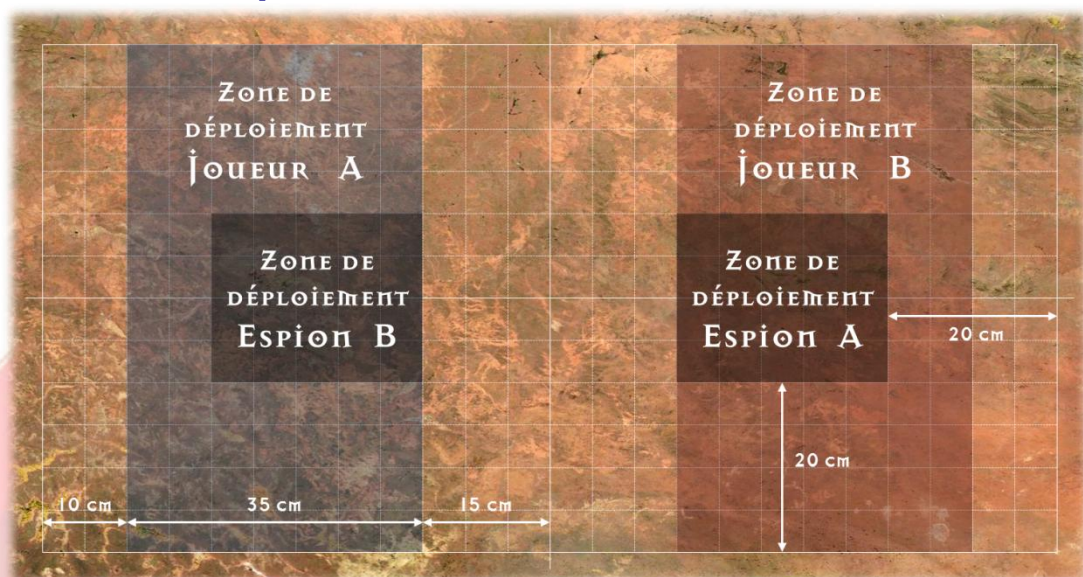 Zone de
déploiement
Joueur A
Zone de
déploiement
Joueur B
Zone de
déploiement
Espion B
Zone de
déploiement
Espion A
20 cm
20 cm
10 cm
35 cm
15 cm